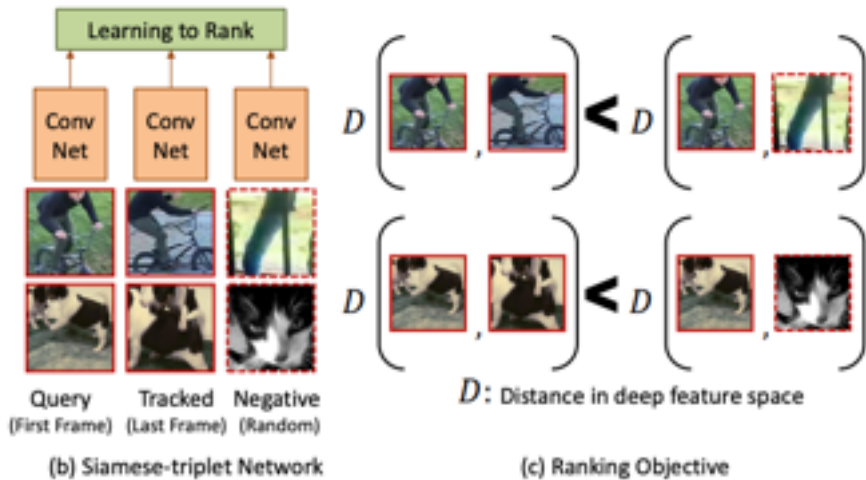 Learning to Rank
Conv Net
Conv Net
Conv Net
Query
(First Frame)
Tracked
(Last Frame)
Negative
(Random)
(b) Siamese-triplet Network
D ( , ) < D ( , )
D ( , ) < D ( , )
D: Distance in deep feature space
(c) Ranking Objective